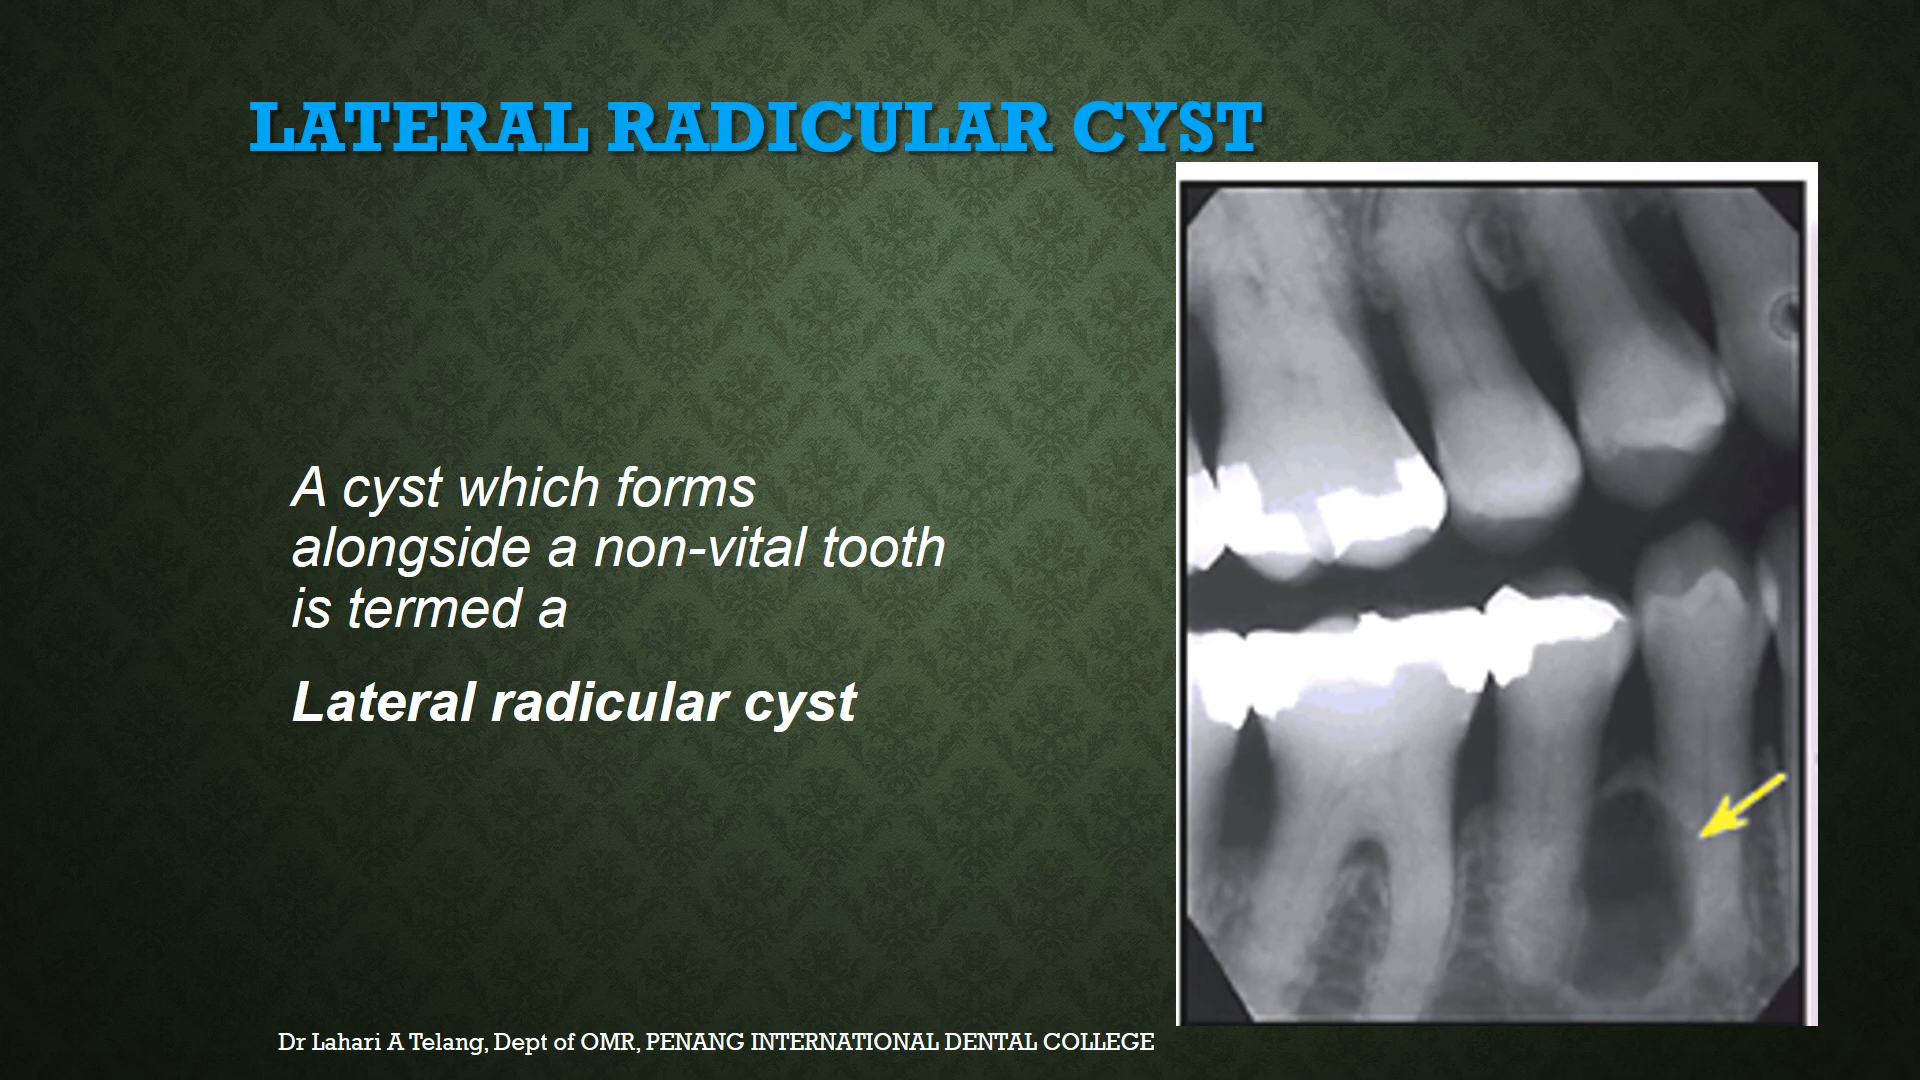 LATERAL RADICULAR CYST
A cyst which forms
alongside a non-vital tooth
is termed a
Lateral radicular cyst
Dr Lahari A Telang, Dept of OMR, PENANG INTERNATIONAL DENTAL COLLEGE